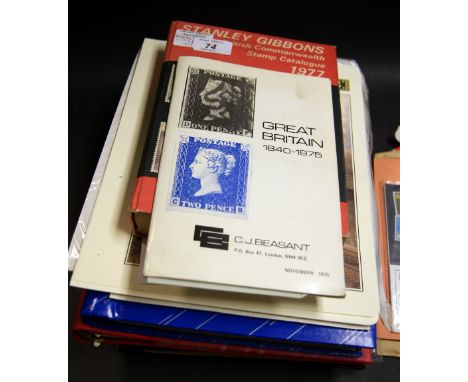 STANLEY GIBBONS
74
British Commonwealth
Stamp Catalogue
1977
POSTAGE
D
ONE PENNY
L
GREAT
BRITAIN
1840-1975
POSTAGE
C
TWO PENCE
B
C.J.BEASANT
P.O. Box 47, London, NW4 3EZ.
NOVEMBER 1975